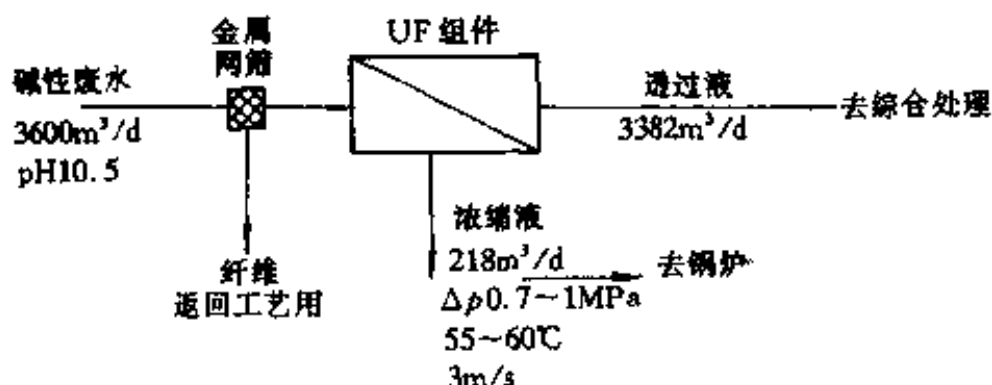 金属
网筛
UF 组件
碱性废水
3600m³/d
pH10.5
透过液
3382m³/d
去综合处理
浓缩液
218m³/d
去锅炉
Δp0.7~1MPa
55~60℃
3m/s
纤维
返回工艺用